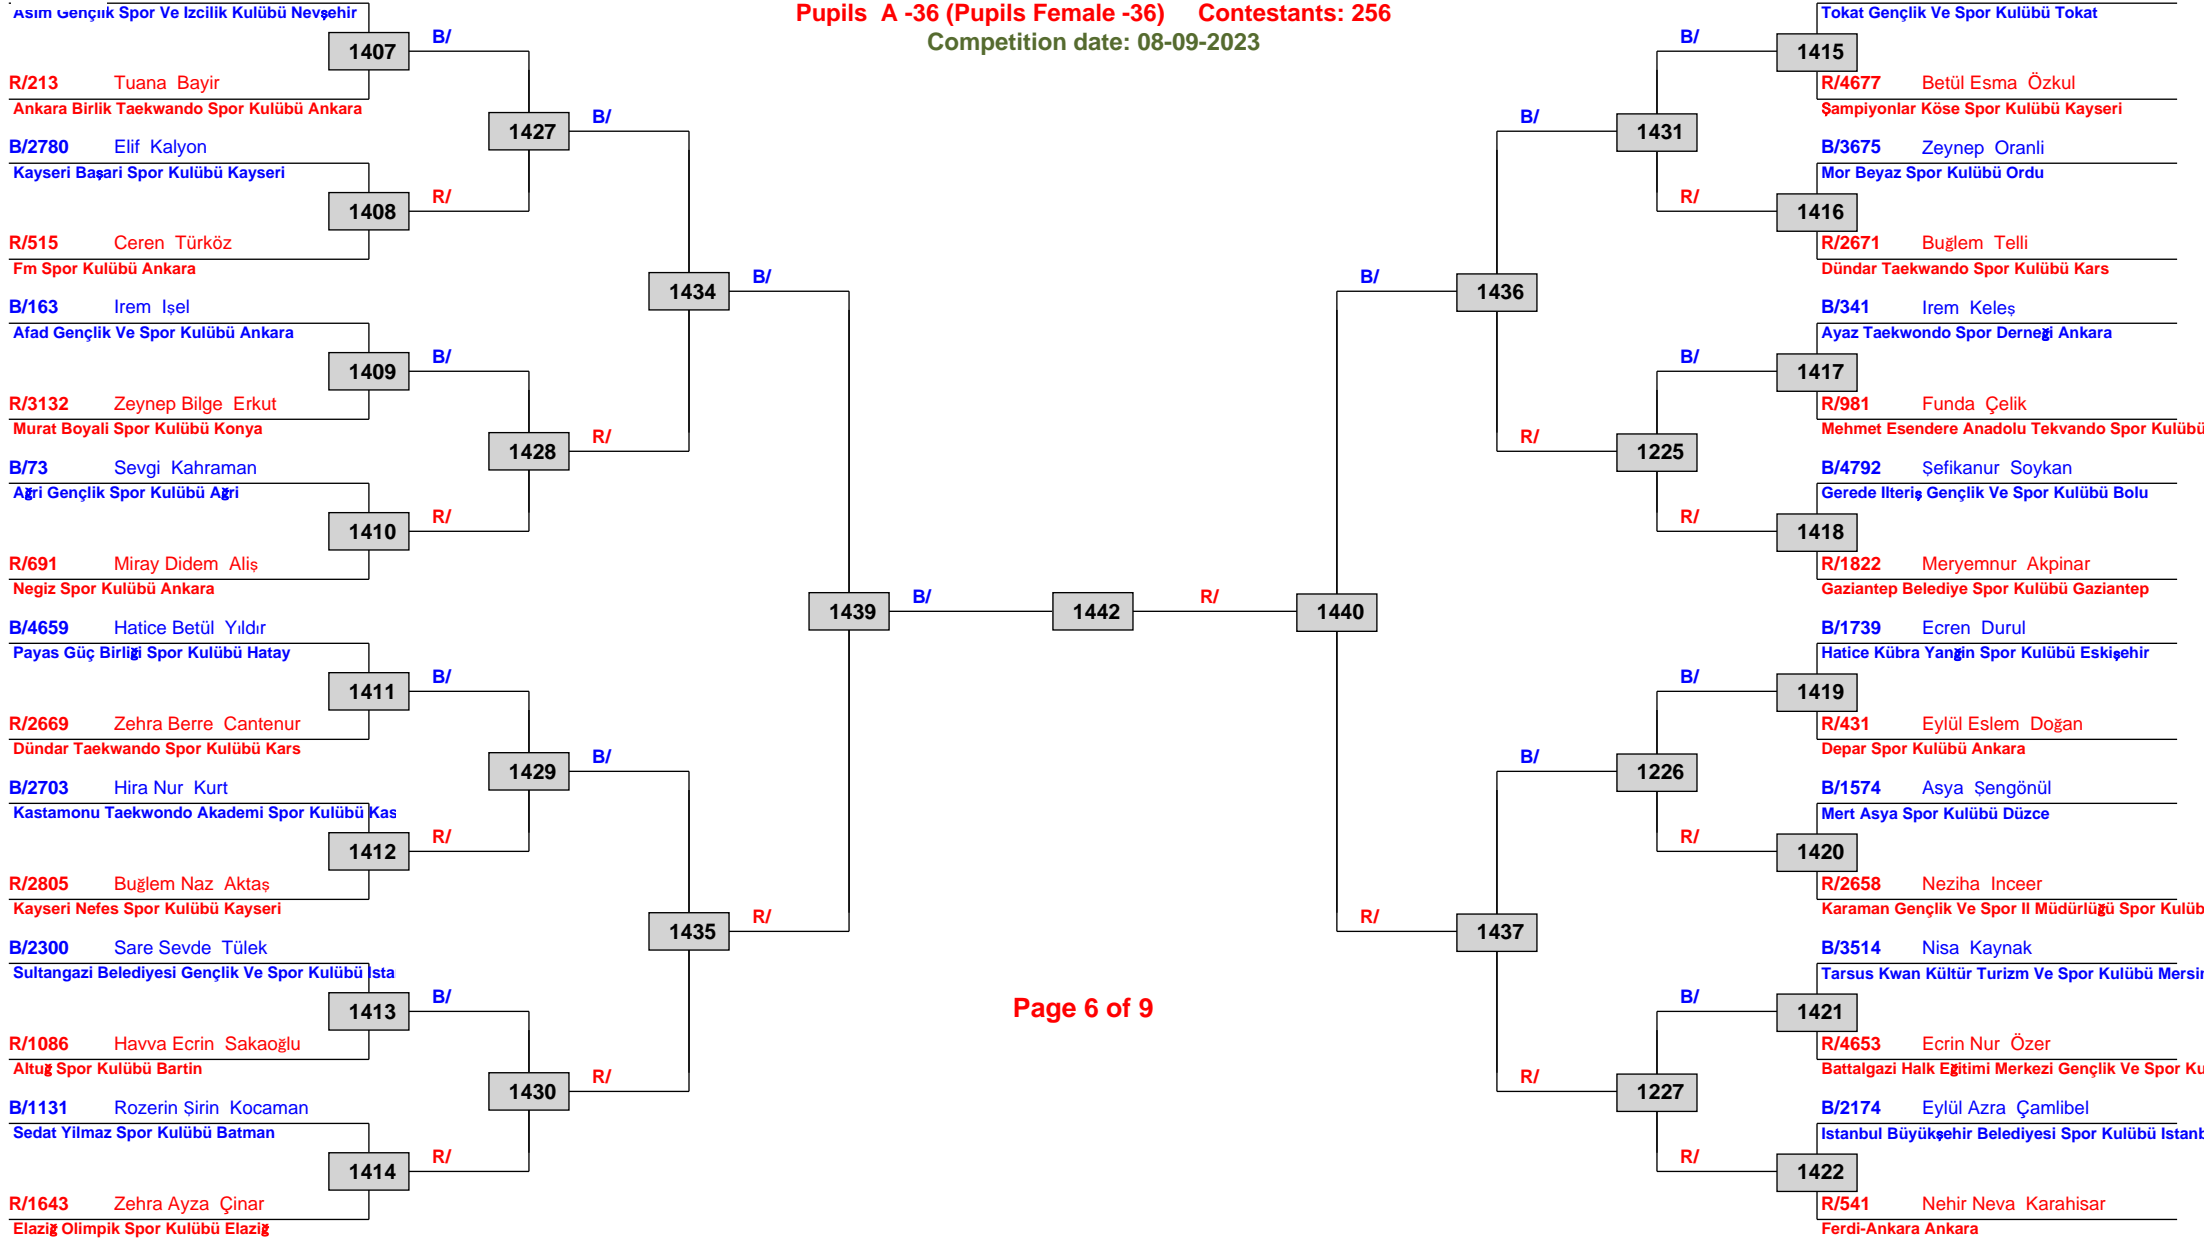 Pupils A -36 (Pupils Female -36) Contestants: 256
Competition date: 08-09-2023
Asim Gençlik Spor Ve Izcilik Kulübü Nevşehir
1407
B/
R/213 Tuana Bayir
Ankara Birlik Taekwando Spor Kulübü Ankara
1427
B/
B/2780 Elif Kalyon
Kayseri Başari Spor Kulübü Kayseri
1408
R/
R/515 Ceren Türköz
Fm Spor Kulübü Ankara
1434
B/
B/163 Irem Işel
Afad Gençlik Ve Spor Kulübü Ankara
1409
B/
R/3132 Zeynep Bilge Erkut
Murat Boyali Spor Kulübü Konya
1428
R/
B/73 Sevgi Kahraman
Ağri Gençlik Spor Kulübü Ağri
1410
R/
R/691 Miray Didem Aliş
Negiz Spor Kulübü Ankara
1439
B/
1442
R/
1440
B/4659 Hatice Betül Yıldır
Payas Güç Birliği Spor Kulübü Hatay
1411
B/
R/2669 Zehra Berre Cantenur
Dündar Taekwando Spor Kulübü Kars
1429
B/
B/2703 Hira Nur Kurt
Kastamonu Taekwondo Akademi Spor Kulübü Kas
1412
R/
R/2805 Buğlem Naz Aktaş
Kayseri Nefes Spor Kulübü Kayseri
1435
R/
B/2300 Sare Sevde Tülek
Sultangazi Belediyesi Gençlik Ve Spor Kulübü Ista
1413
B/
R/1086 Havva Ecrin Sakaoğlu
Altuğ Spor Kulübü Bartin
1430
R/
B/1131 Rozerin Şirin Kocaman
Sedat Yilmaz Spor Kulübü Batman
1414
R/
R/1643 Zehra Ayza Çinar
Elaziğ Olimpik Spor Kulübü Elaziğ
Page 6 of 9
Tokat Gençlik Ve Spor Kulübü Tokat
B/
1415
R/4677 Betül Esma Özkul
Şampiyonlar Köse Spor Kulübü Kayseri
B/
1431
B/3675 Zeynep Oranli
Mor Beyaz Spor Kulübü Ordu
R/
1416
R/2671 Buğlem Telli
Dündar Taekwando Spor Kulübü Kars
B/
1436
B/341 Irem Keleş
Ayaz Taekwondo Spor Derneği Ankara
B/
1417
R/981 Funda Çelik
Mehmet Esendere Anadolu Tekvando Spor Kulübü
R/
1225
B/4792 Şefikanur Soykan
Gerede Ilteriş Gençlik Ve Spor Kulübü Bolu
R/
1418
R/1822 Meryemnur Akpinar
Gaziantep Belediye Spor Kulübü Gaziantep
B/1739 Ecren Durul
Hatice Kübra Yanğin Spor Kulübü Eskişehir
B/
1419
R/431 Eylül Eslem Doğan
Depar Spor Kulübü Ankara
B/
1226
B/1574 Asya Şengönül
Mert Asya Spor Kulübü Düzce
R/
1420
R/2658 Neziha Inceer
Karaman Gençlik Ve Spor Il Müdürlüğü Spor Kulüb
R/
1437
B/3514 Nisa Kaynak
Tarsus Kwan Kültür Turizm Ve Spor Kulübü Mersin
B/
1421
R/4653 Ecrin Nur Özer
Battalgazi Halk Eğitimi Merkezi Gençlik Ve Spor Ku
R/
1227
B/2174 Eylül Azra Çamlibel
Istanbul Büyükşehir Belediyesi Spor Kulübü Istanb
R/
1422
R/541 Nehir Neva Karahisar
Ferdi-Ankara Ankara